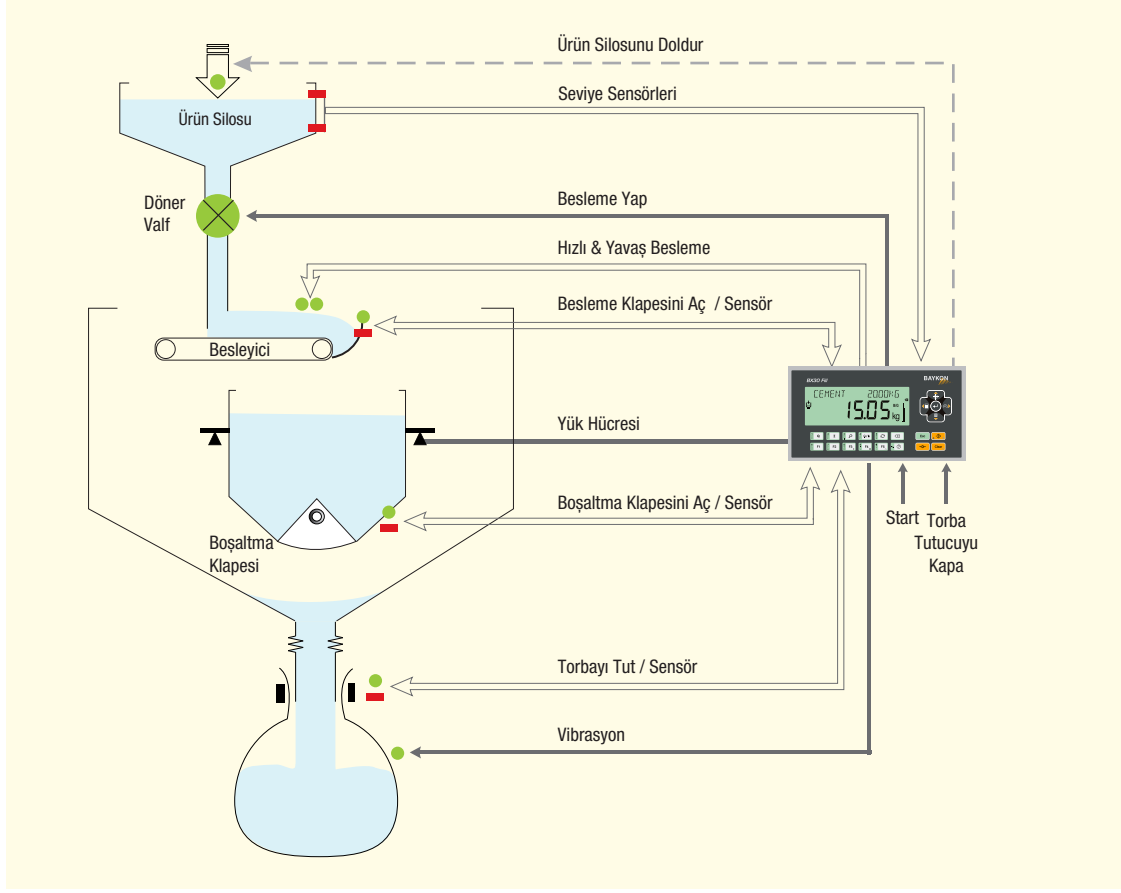 Ürün Silosunu Doldur
Seviye Sensörleri
Ürün Silosu
Döner
Valf
Besleme Yap
Hızlı & Yavaş Besleme
Besleme Klapesini Aç / Sensör
Besleyici
BX30 Fill
BAYKON
CEMENT 2000KG
15.05 kg
Yük Hücresi
Boşaltma Klapesini Aç / Sensör
Boşaltma
Klapesi
Start
Torba
Tutucuyu
Kapa
Torbayı Tut / Sensör
Vibrasyon